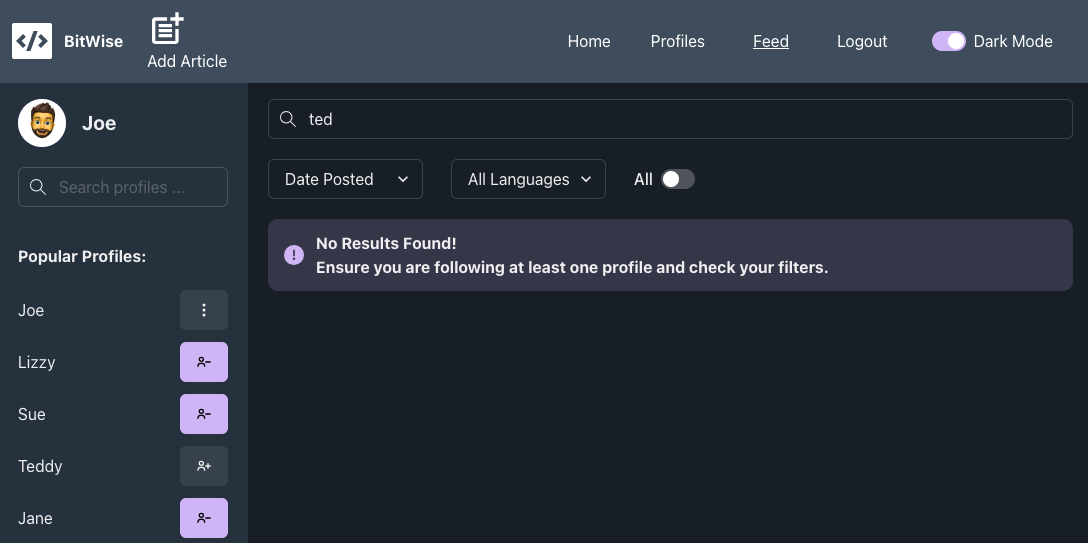 BitWise
Add Article
Home Profiles Feed Logout Dark Mode
Joe
Search profiles ...
Popular Profiles:
Joe
Lizzy
Sue
Teddy
Jane
ted
Date Posted All Languages All
No Results Found!
Ensure you are following at least one profile and check your filters.